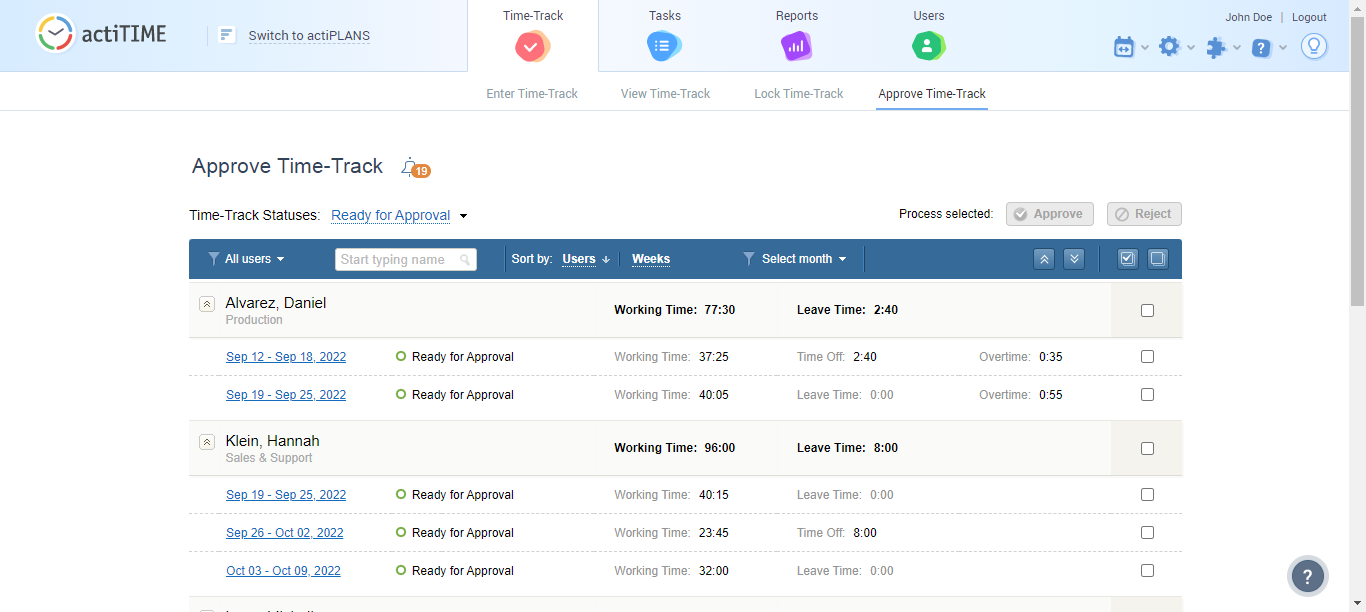 actiTIME
Switch to actiPLANS
Time-Track
Tasks
Reports
Users
John Doe | Logout
Enter Time-Track
View Time-Track
Lock Time-Track
Approve Time-Track
Approve Time-Track 19
Time-Track Statuses: Ready for Approval
Process selected: Approve Reject
All users Start typing name Sort by: Users Weeks Select month
Alvarez, Daniel Working Time: 77:30 Leave Time: 2:40
Production
Sep 12 - Sep 18, 2022 Ready for Approval Working Time: 37:25 Time Off: 2:40 Overtime: 0:35
Sep 19 - Sep 25, 2022 Ready for Approval Working Time: 40:05 Leave Time: 0:00 Overtime: 0:55
Klein, Hannah Working Time: 96:00 Leave Time: 8:00
Sales & Support
Sep 19 - Sep 25, 2022 Ready for Approval Working Time: 40:15 Leave Time: 0:00
Sep 26 - Oct 02, 2022 Ready for Approval Working Time: 23:45 Time Off: 8:00
Oct 03 - Oct 09, 2022 Ready for Approval Working Time: 32:00 Leave Time: 0:00
?